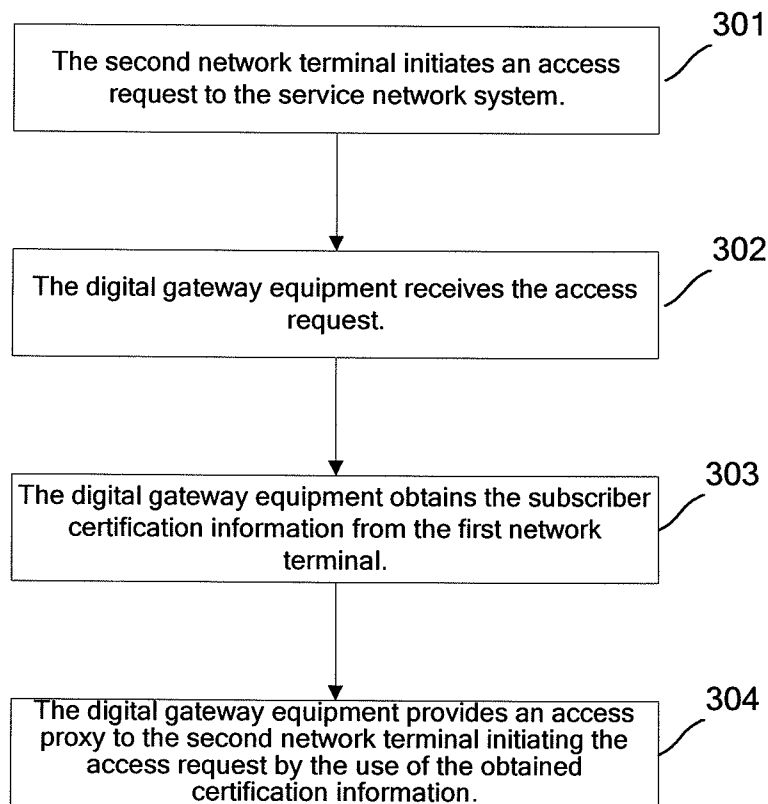 301
The second network terminal initiates an access
request to the service network system.
302
The digital gateway equipment receives the access
request.
303
The digital gateway equipment obtains the subscriber
certification information from the first network
terminal.
304
The digital gateway equipment provides an access
proxy to the second network terminal initiating the
access request by the use of the obtained
certification information.